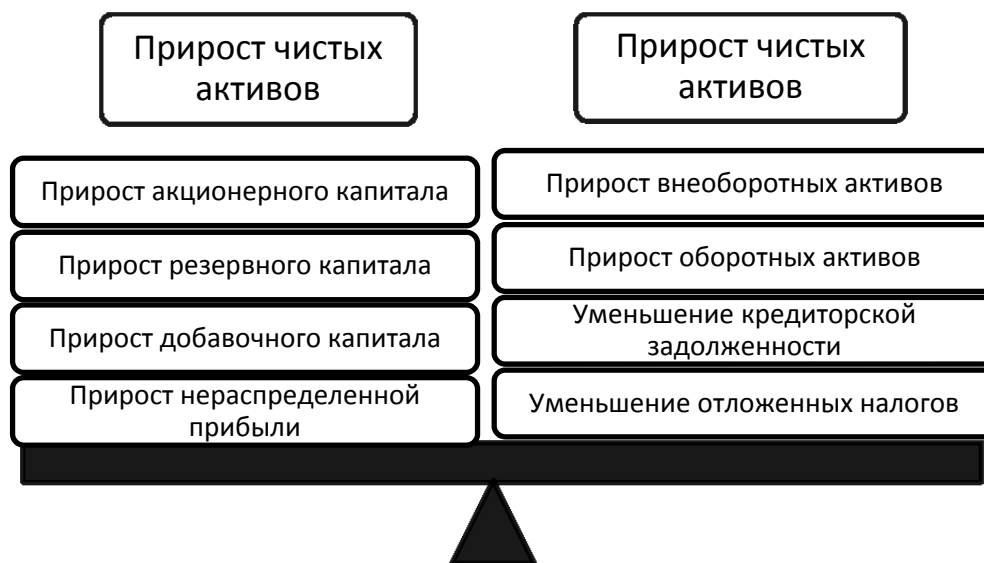 Прирост чистых
активов
Прирост чистых
активов
Прирост акционерного капитала
Прирост резервного капитала
Прирост добавочного капитала
Прирост нераспределенной
прибыли
Прирост внеоборотных активов
Прирост оборотных активов
Уменьшение кредиторской
задолженности
Уменьшение отложенных налогов